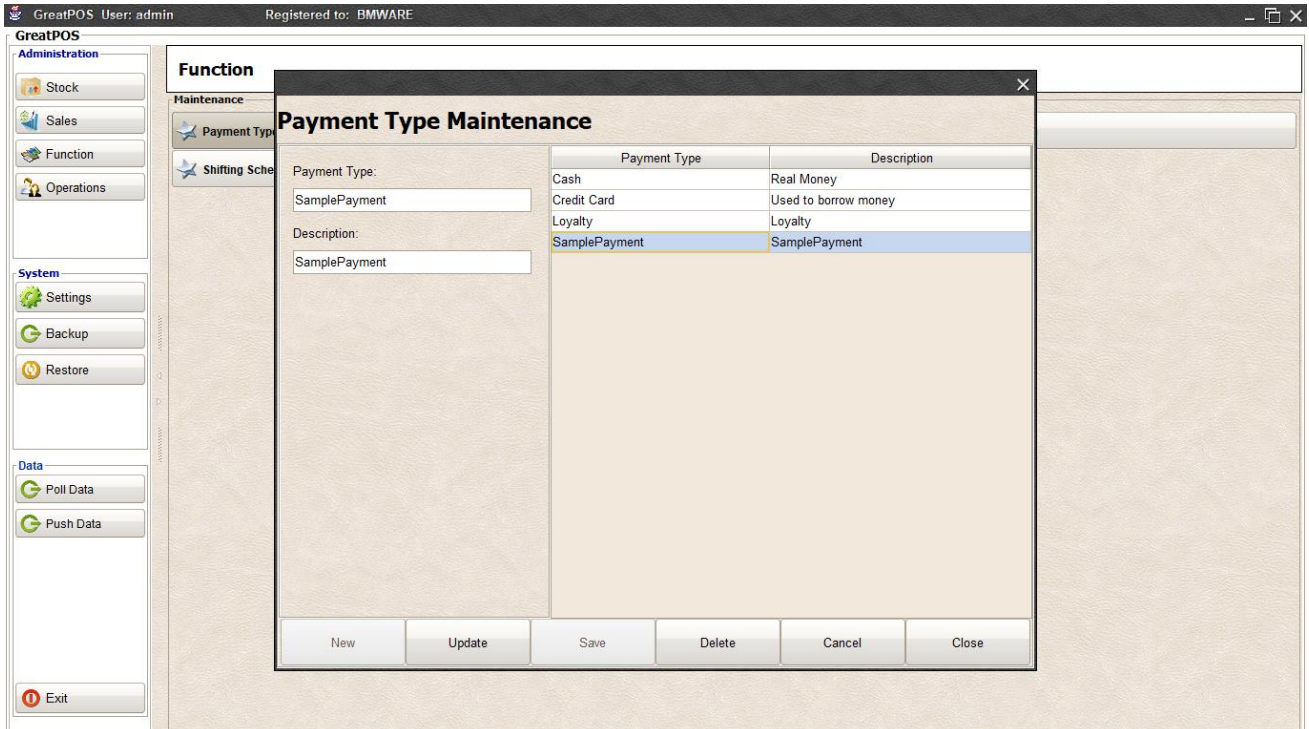 GreatPOS User: admin Registered to: BMWARE
GreatPOS
Administration
Stock
Sales
Function
Operations
System
Settings
Backup
Restore
Data
Poll Data
Push Data
Exit
Function
Maintenance
Payment Type
Shifting Sche
Payment Type Maintenance
Payment Type:
SamplePayment
Description:
SamplePayment
Payment Type Description
Cash Real Money
Credit Card Used to borrow money
Loyalty Loyalty
SamplePayment SamplePayment
New Update Save Delete Cancel Close